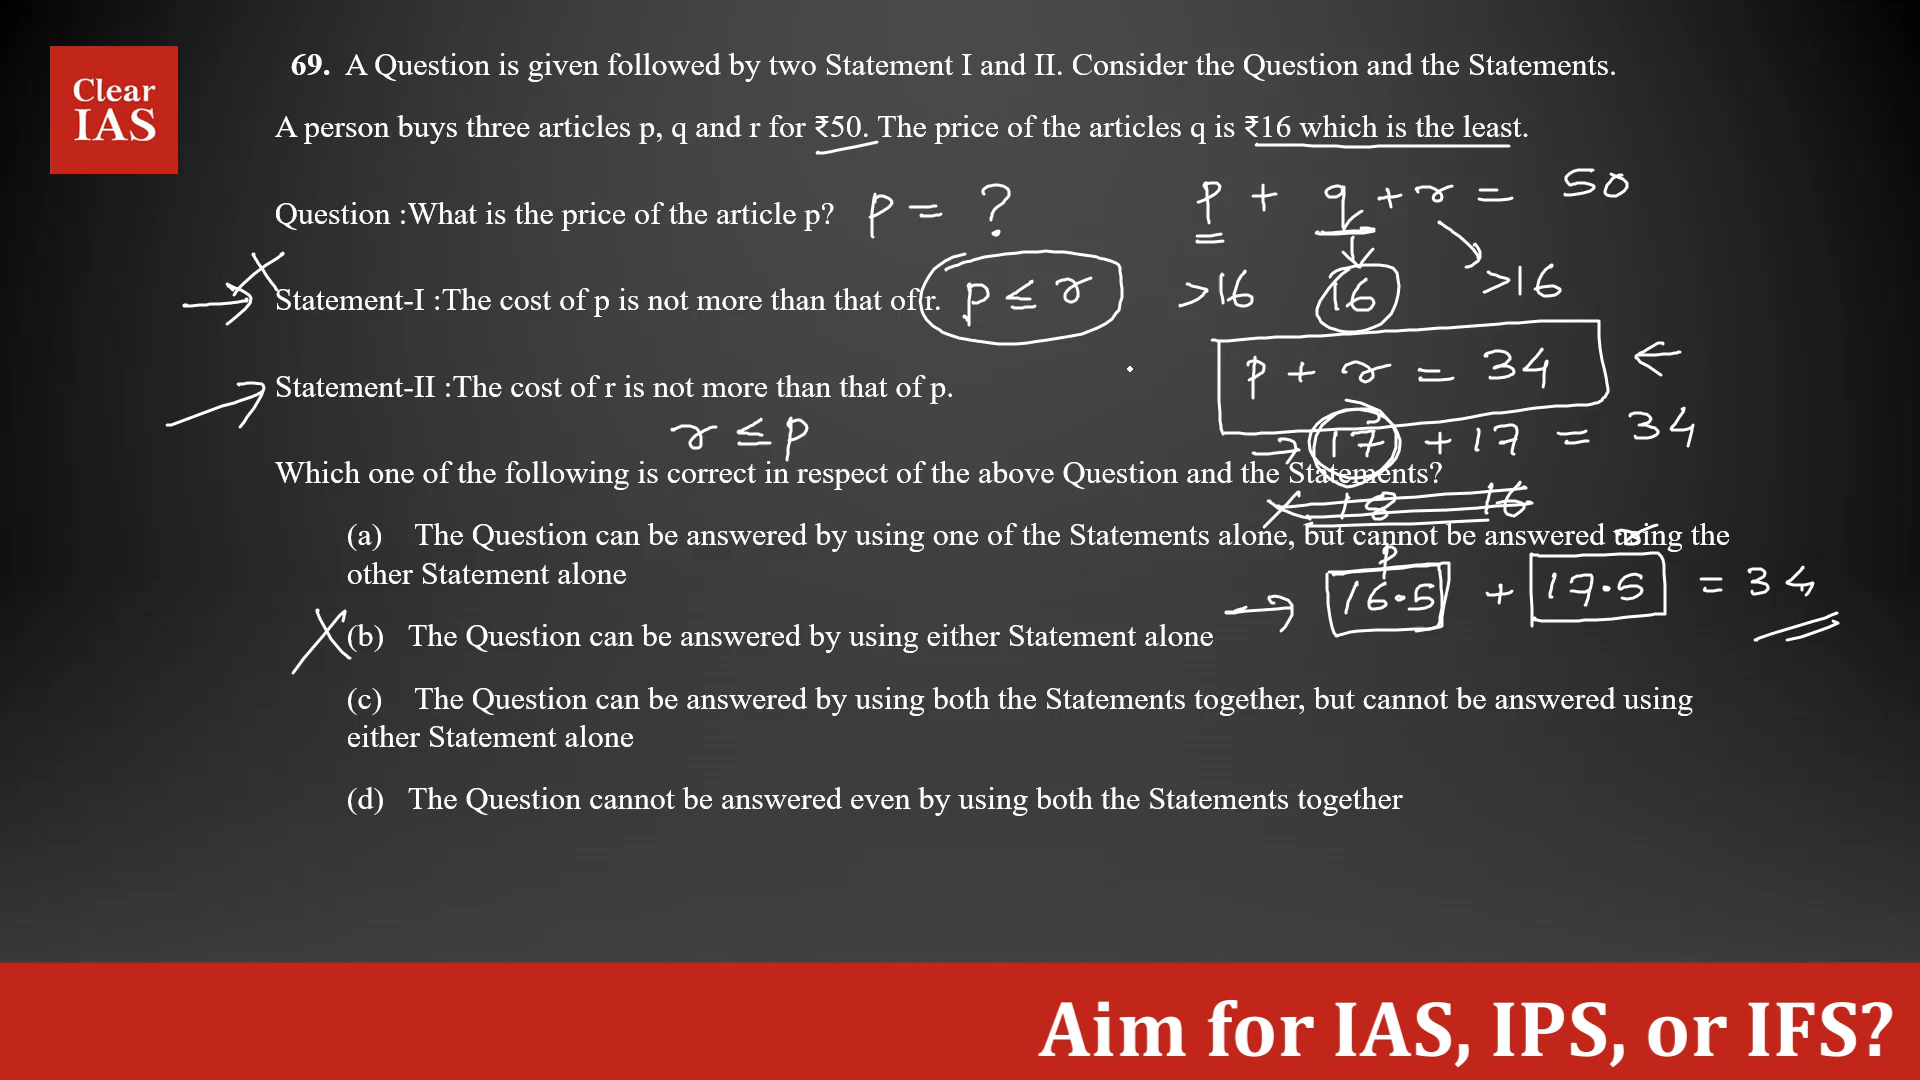 Clear
IAS
69. A Question is given followed by two Statement I and II. Consider the Question and the Statements.
A person buys three articles p, q and r for ₹50. The price of the articles q is ₹16 which is the least.
Question :What is the price of the article p?
p = ?
p + q + r = 50
>16 16 >16
Statement-I :The cost of p is not more than that of r.
p ≤ r
p + r = 34
Statement-II :The cost of r is not more than that of p.
r ≤ p
17 + 17 = 34
Which one of the following is correct in respect of the above Question and the Statements?
18 16
(a) The Question can be answered by using one of the Statements alone, but cannot be answered using the
other Statement alone
p r
16.5 + 17.5 = 34
(b) The Question can be answered by using either Statement alone
(c) The Question can be answered by using both the Statements together, but cannot be answered using
either Statement alone
(d) The Question cannot be answered even by using both the Statements together
Aim for IAS, IPS, or IFS?